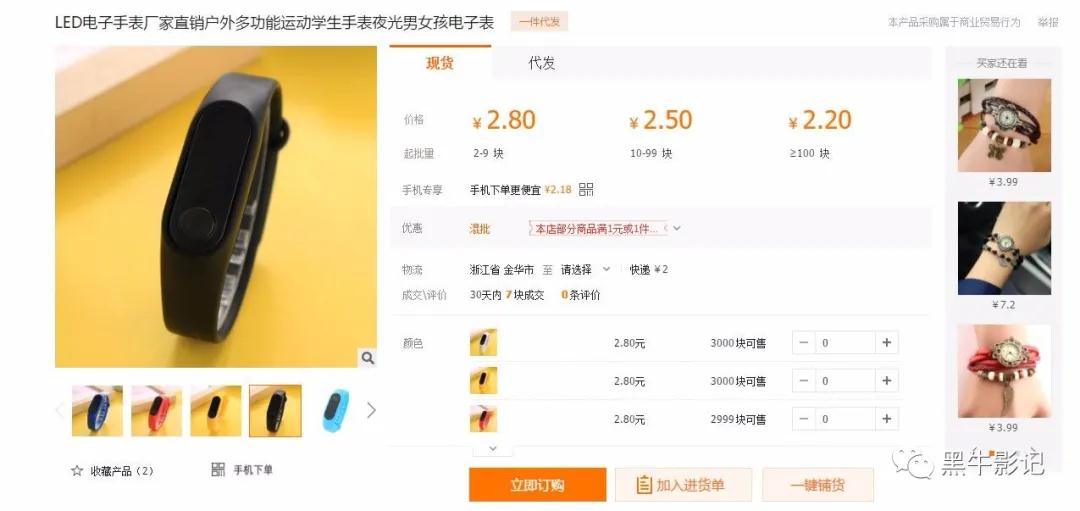 LED电子手表厂家直销户外多功能运动学生手表夜光男女孩电子表 一件代发
本产品采购属于商业贸易行为 举报
现货 代发
价格 ¥2.80 ¥2.50 ¥2.20
起批量 2-9 块 10-99 块 ≥100 块
手机专享 手机下单更便宜 ¥2.18
优惠 混批 本店部分商品满1元或1件...
物流 浙江省 金华市 至 请选择 快递 ¥2
成交\评价 30天内 7块成交 0条评价
颜色 2.80元 3000块可售 0
2.80元 3000块可售 0
2.80元 2999块可售 0
收藏产品（2） 手机下单
立即订购 加入进货单 一键铺货
买家还在看
¥3.99
¥7.2
¥3.99
黑牛影记